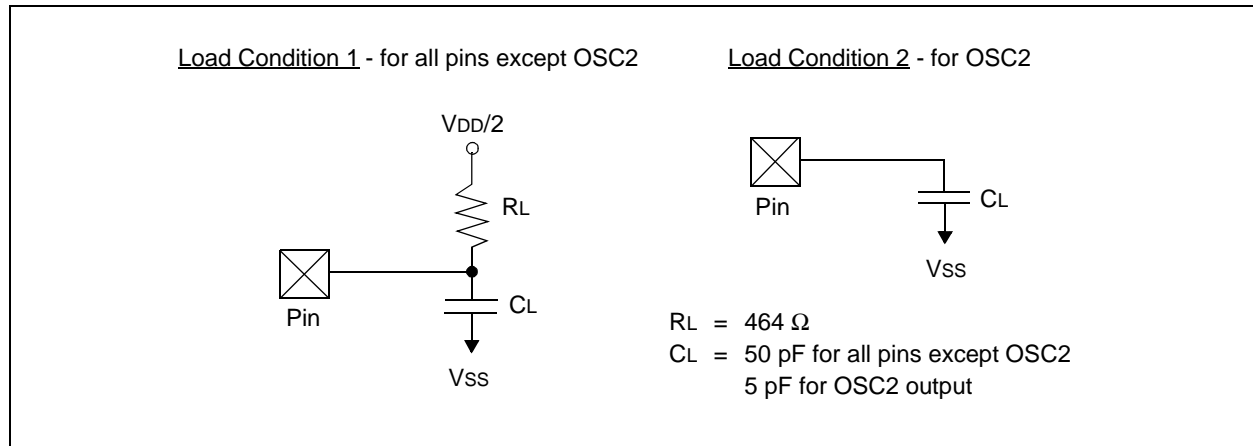 Load Condition 1 - for all pins except OSC2
VDD/2
RL
Pin
CL
VSS
Load Condition 2 - for OSC2
Pin
CL
VSS
RL = 464 Ω
CL = 50 pF for all pins except OSC2
5 pF for OSC2 output